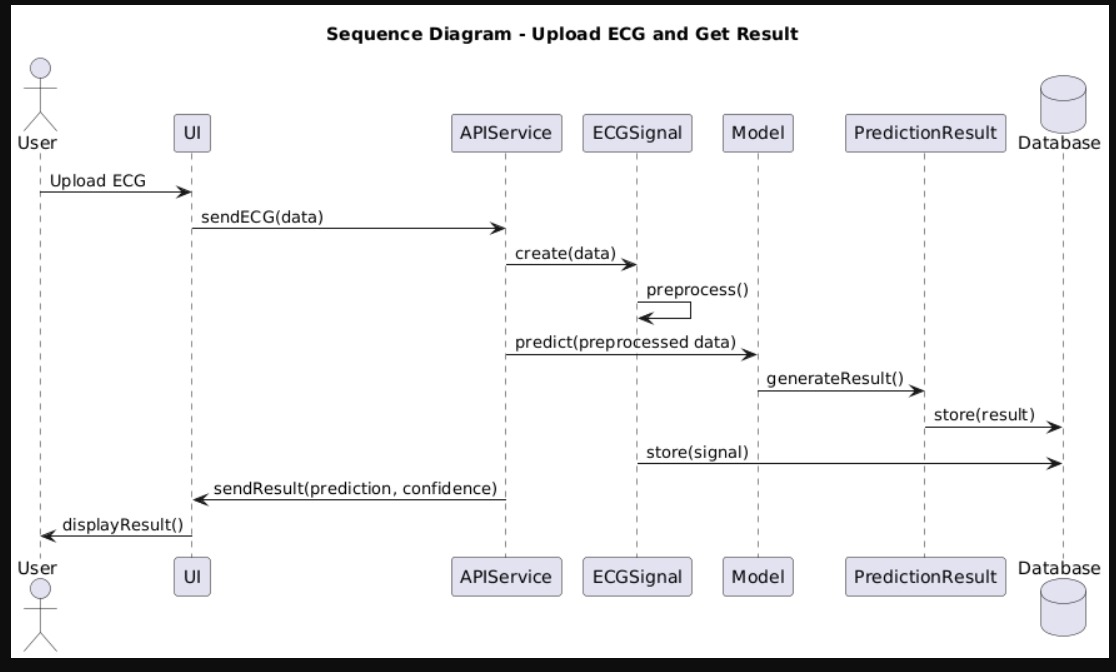 Sequence Diagram - Upload ECG and Get Result
User
UI
APIService
ECGSignal
Model
PredictionResult
Database
Upload ECG
sendECG(data)
create(data)
preprocess()
predict(preprocessed data)
generateResult()
store(result)
store(signal)
sendResult(prediction, confidence)
displayResult()
User
UI
APIService
ECGSignal
Model
PredictionResult
Database